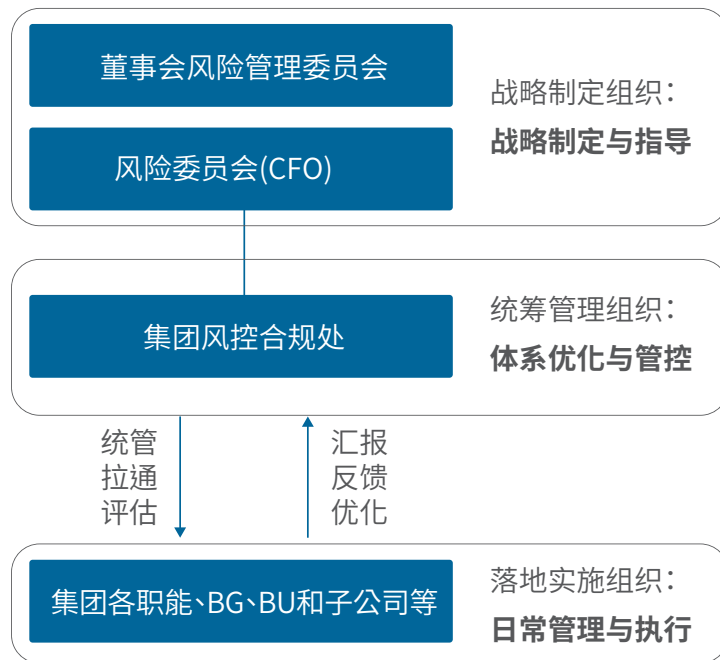 董事会风险管理委员会
风险委员会(CFO)
战略制定组织：
战略制定与指导
集团风控合规处
统筹管理组织：
体系优化与管控
统管
拉通
评估
汇报
反馈
优化
集团各职能、BG、BU和子公司等
落地实施组织：
日常管理与执行